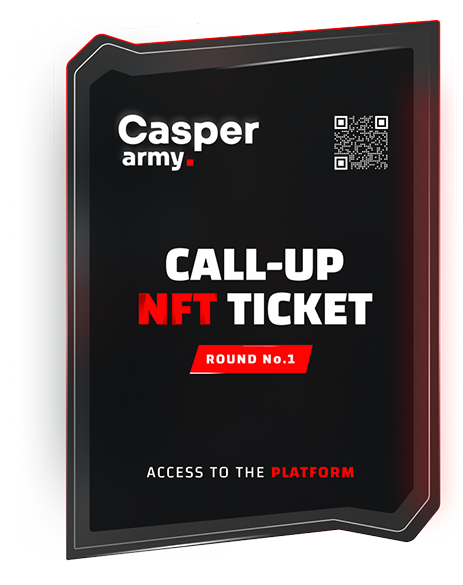 Casper
army.
CALL-UP
NFT TICKET
ROUND No.1
ACCESS TO THE PLATFORM